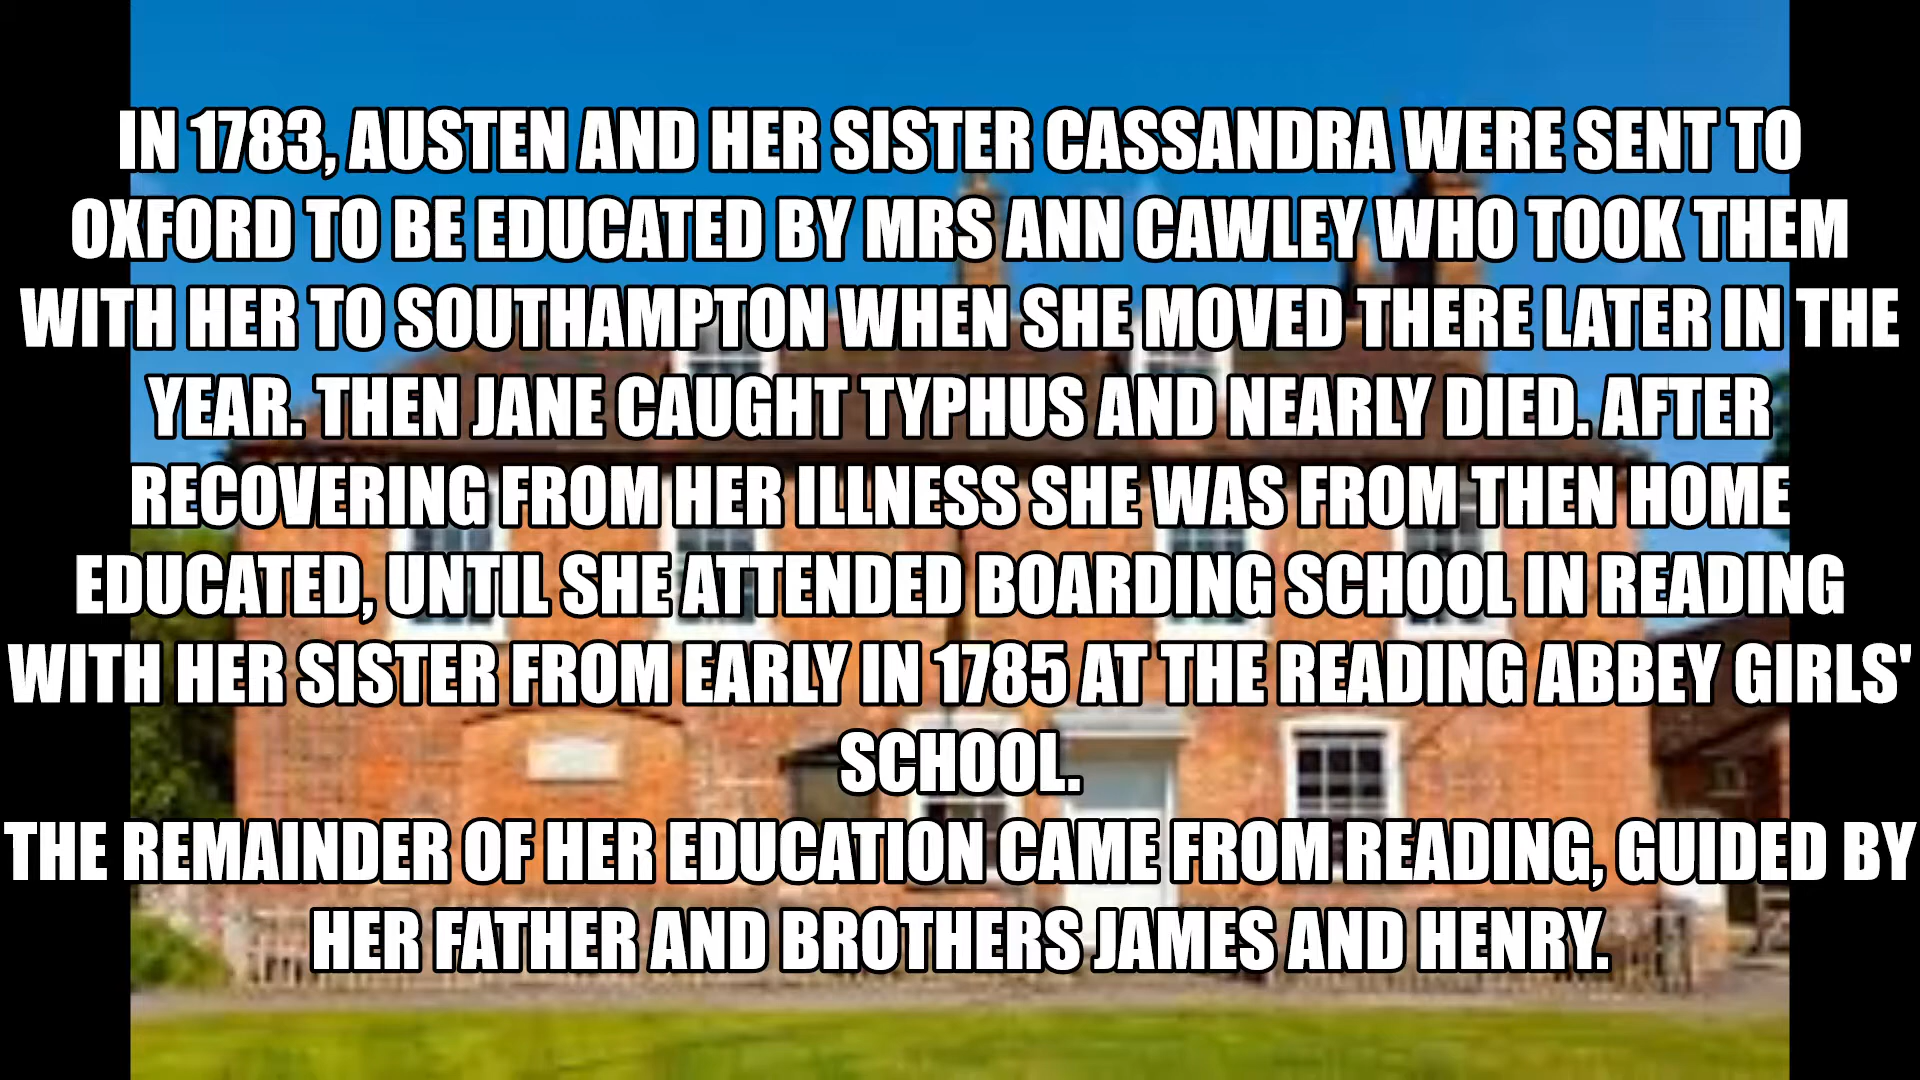 IN 1783, AUSTEN AND HER SISTER CASSANDRA WERE SENT TO
OXFORD TO BE EDUCATED BY MRS ANN CAWLEY WHO TOOK THEM
WITH HER TO SOUTHAMPTON WHEN SHE MOVED THERE LATER IN THE
YEAR. THEN JANE CAUGHT TYPHUS AND NEARLY DIED. AFTER
RECOVERING FROM HER ILLNESS SHE WAS FROM THEN HOME
EDUCATED, UNTIL SHE ATTENDED BOARDING SCHOOL IN READING
WITH HER SISTER FROM EARLY IN 1785 AT THE READING ABBEY GIRLS'
SCHOOL.
THE REMAINDER OF HER EDUCATION CAME FROM READING, GUIDED BY
HER FATHER AND BROTHERS JAMES AND HENRY.